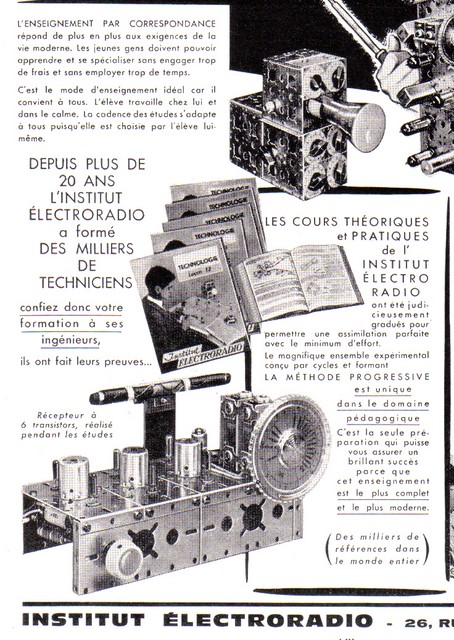 L'ENSEIGNEMENT PAR CORRESPONDANCE
répond de plus en plus aux exigences de la
vie moderne. Les jeunes gens doivent pouvoir
apprendre et se spécialiser sans engager trop
de frais et sans employer trop de temps.
C'est le mode d'enseignement idéal car il
convient à tous. L'élève travaille chez lui et
dans le calme. La cadence des études s'adapte
à tous puisqu'elle est choisie par l'élève lui-
même.
DEPUIS PLUS DE
20 ANS
L'INSTITUT
ÉLECTRORADIO
a formé
DES MILLIERS
DE
TECHNICIENS
confiez donc votre
formation à ses
ingénieurs,
ils ont fait leurs preuves...
TECHNOLOGIE
TECHNOLOGIE
TECHNOLOGIE
TECHNOLOGIE
TECHNOLOGIE
Leçon 12
Institut
ELECTRORADIO
LES COURS THÉORIQUES
et PRATIQUES
de l'
INSTITUT
ÉLECTRO
RADIO
ont été judi-
cieusement
gradués pour
permettre une assimilation parfaite
avec le minimum d'effort.
Le magnifique ensemble expérimental
conçu par cycles et formant
LA MÉTHODE PROGRESSIVE
est unique
dans le domaine
pédagogique
C'est la seule pré-
paration qui puisse
vous assurer un
brillant succès
parce que
cet enseignement
est le plus complet
et le plus moderne.
Récepteur à
6 transistors, réalisé
pendant les études
(Des milliers de
références dans
le monde entier)
INSTITUT ÉLECTRORADIO - 26, RU